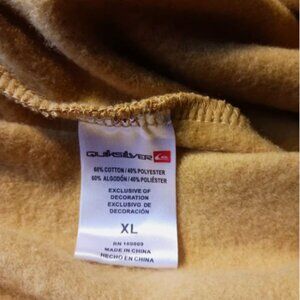 QUIKSILVER
60% COTTON / 40% POLYESTER
60% ALGODÓN / 40% POLIÉSTER
EXCLUSIVE OF
DECORATION
EXCLUSIVO DE
DECORACIÓN
XL
RN
MADE IN CHINA
HECHO EN CHINA